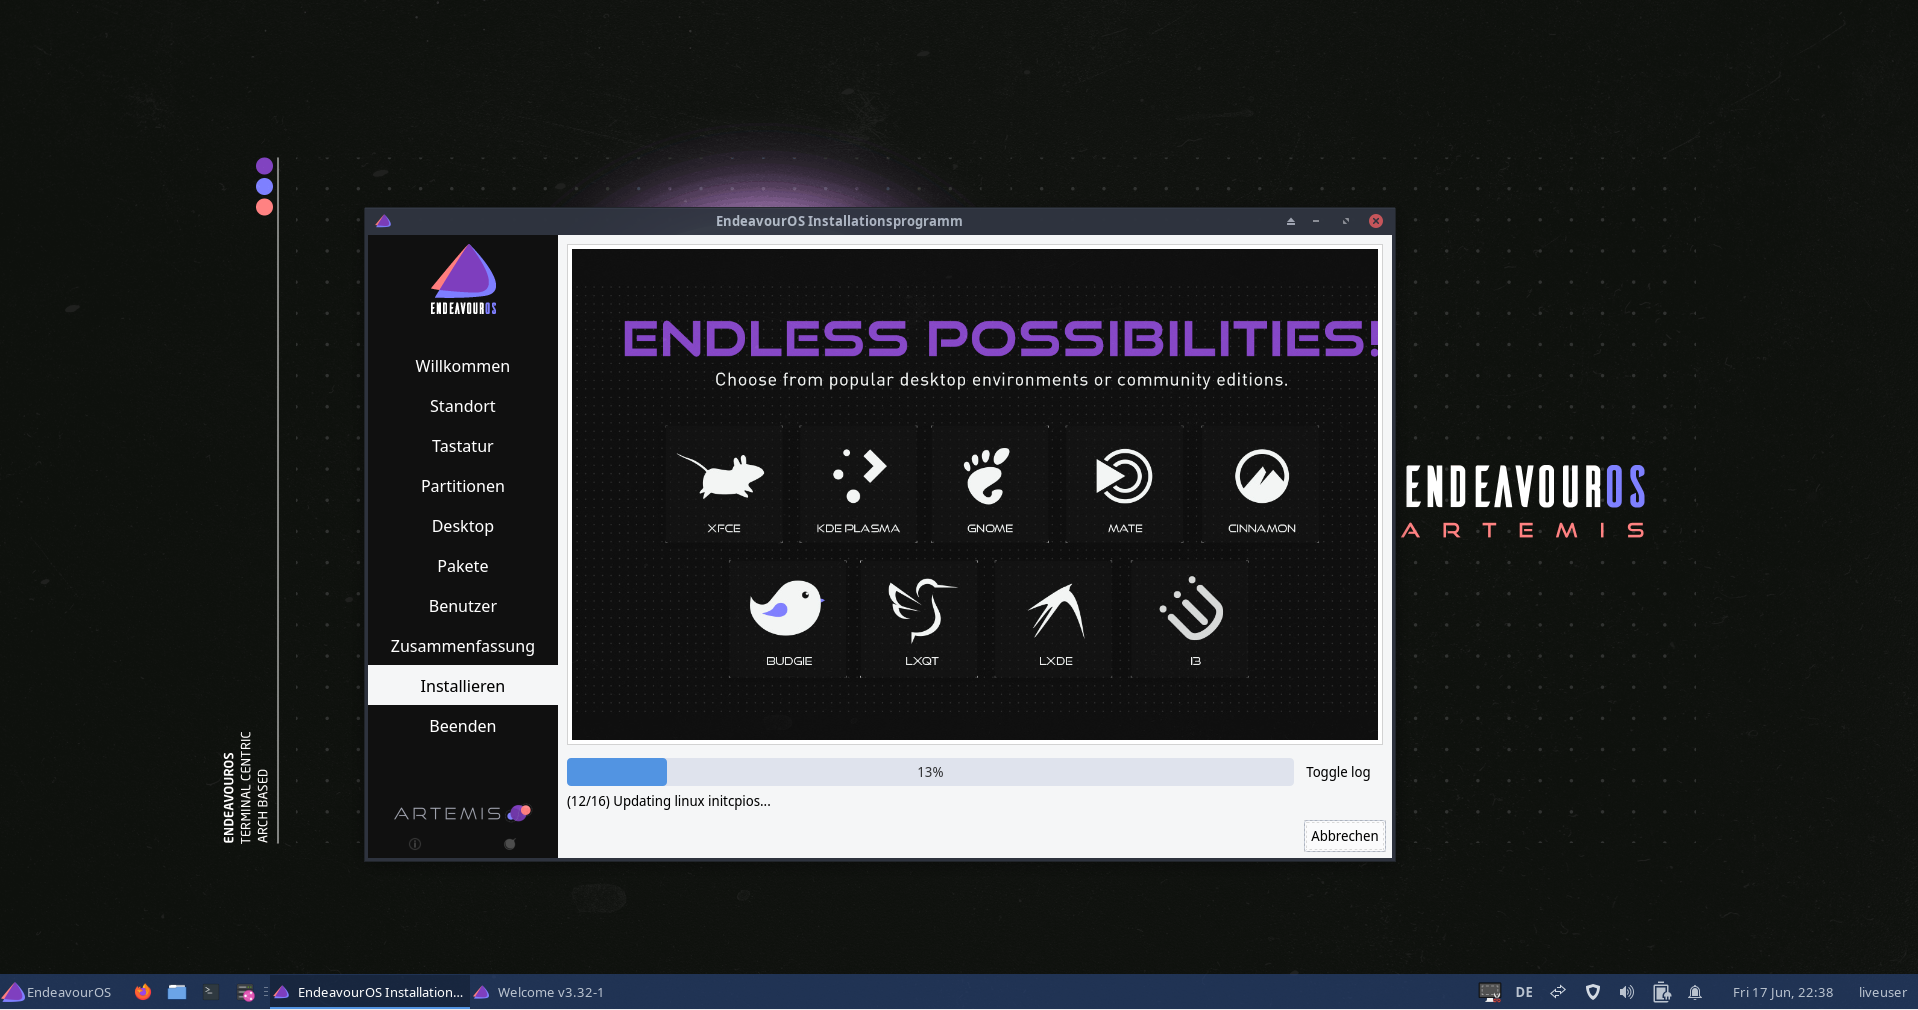 EndeavourOS Installationsprogramm
ENDEAVOUROS
Willkommen
Standort
Tastatur
Partitionen
Desktop
Pakete
Benutzer
Zusammenfassung
Installieren
Beenden
ARTEMIS
ENDLESS POSSIBILITIES!
Choose from popular desktop environments or community editions.
XFCE
KDE PLASMA
GNOME
MATE
CINNAMON
BUDGIE
LXQT
LXDE
I3
13%
Toggle log
(12/16) Updating linux initcpios...
Abbrechen
ENDEAVOUROS
ARTEMIS
ENDEAVOUROS
TERMINAL CENTRIC
ARCH BASED
EndeavourOS
EndeavourOS Installation...
Welcome v3.32-1
DE
Fri 17 Jun, 22:38
liveuser